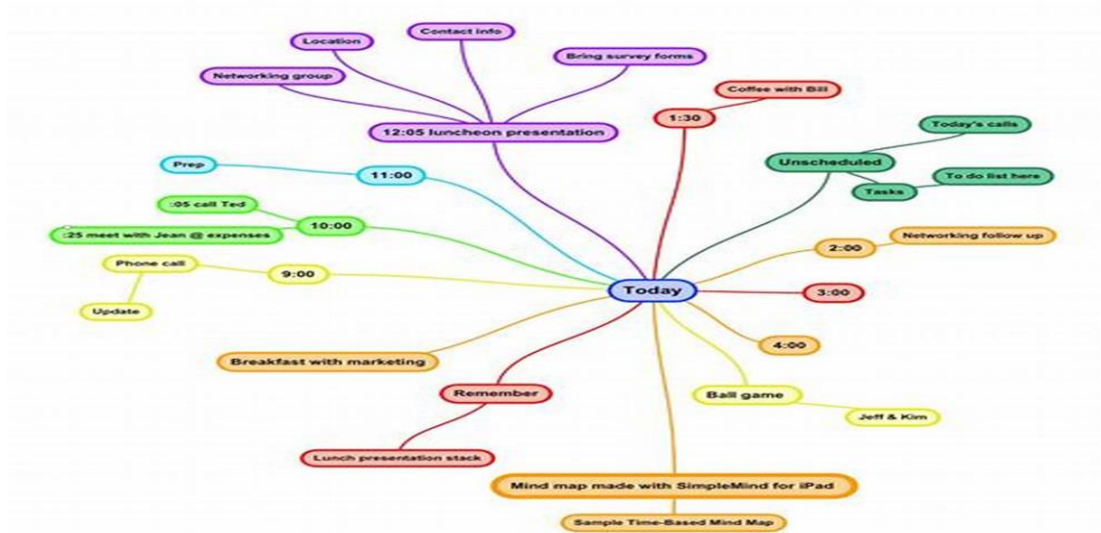 Location
Contact info
Bring survey forms
Networking group
12:05 luncheon presentation
Coffee with Bill
1:30
Today's calls
Unscheduled
To do list here
Tasks
Prep
11:00
:05 call Ted
10:00
:25 meet with Jean @ expenses
Phone call
9:00
Update
Networking follow up
2:00
Today
3:00
4:00
Breakfast with marketing
Remember
Ball game
Jeff & Kim
Lunch presentation stack
Mind map made with SimpleMind for iPad
Sample Time-Based Mind Map